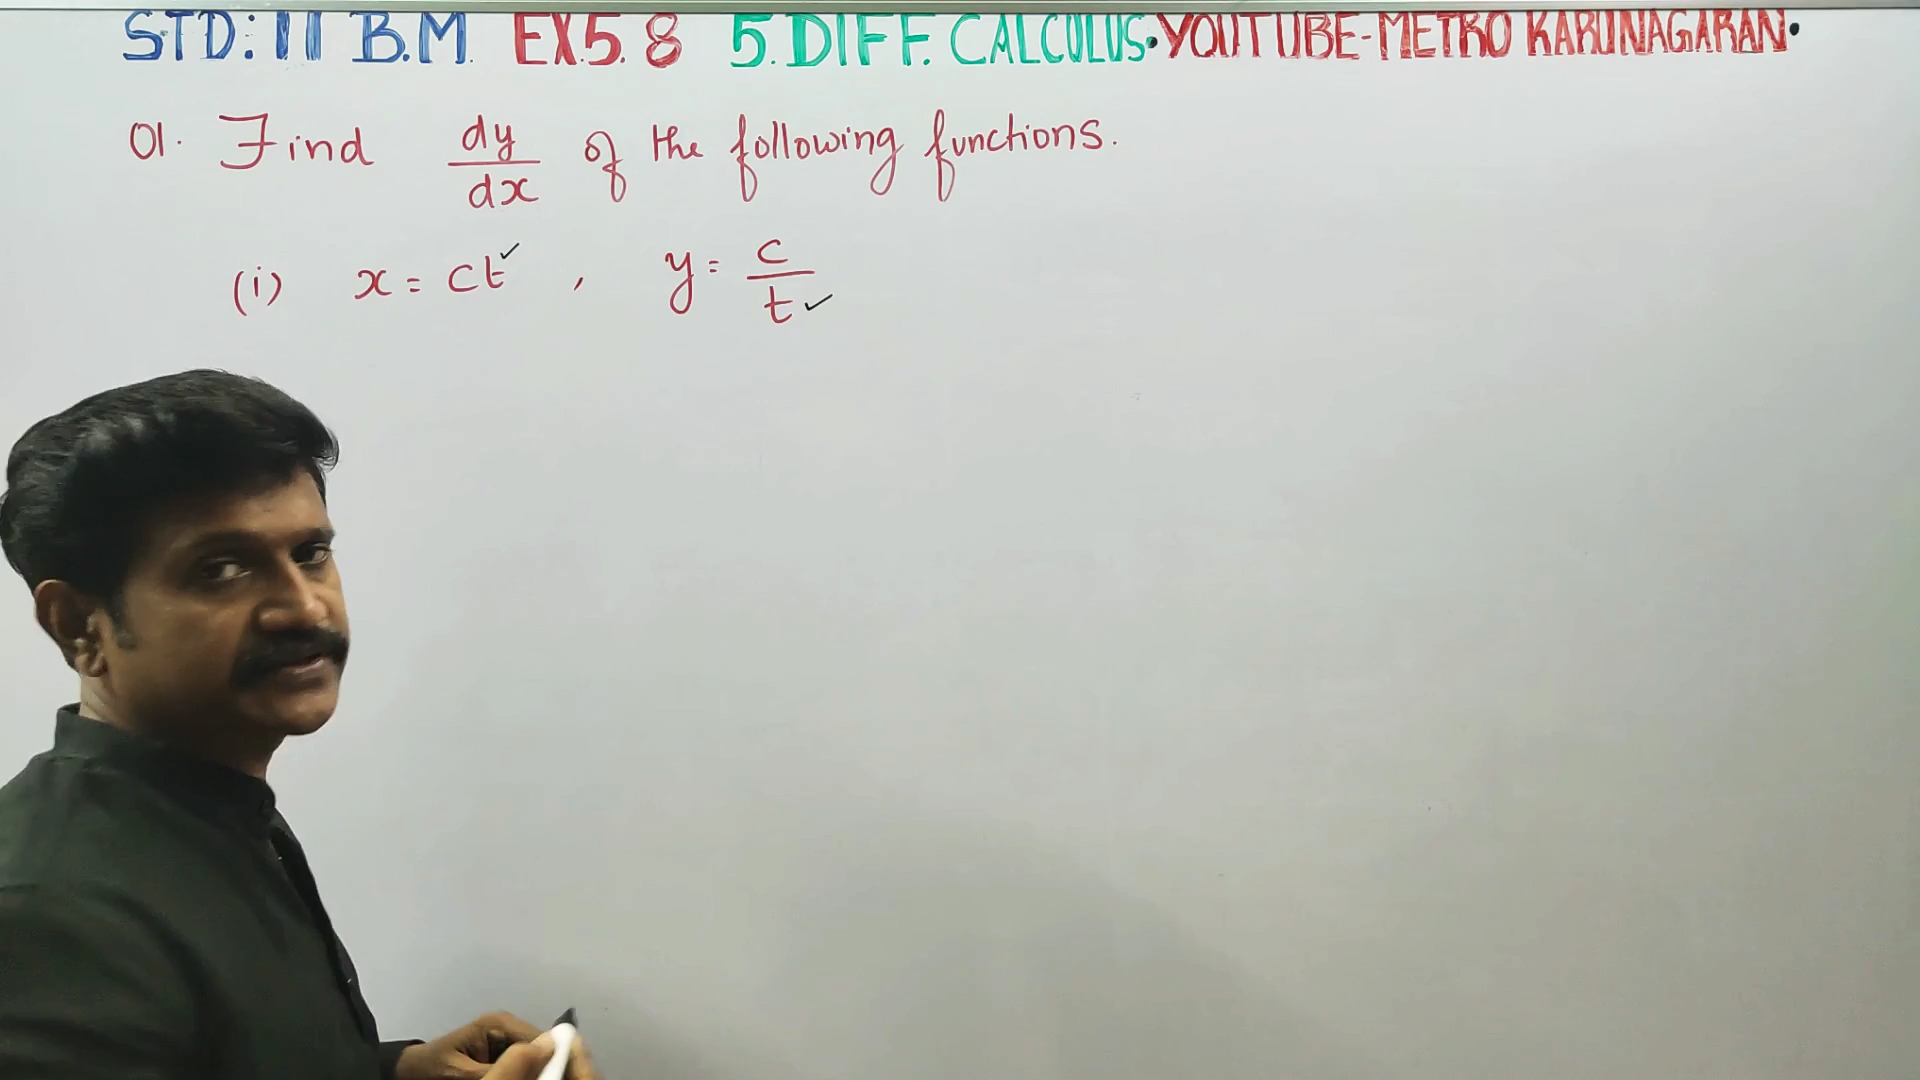 STD: 11 B.M. EX.5.8 5. DIFF. CALCULUS•YOUTUBE-METRO KARUNAGARAN•
01. Find dy/dx of the following functions.
(i) x = ct ✓, y = c/t ✓